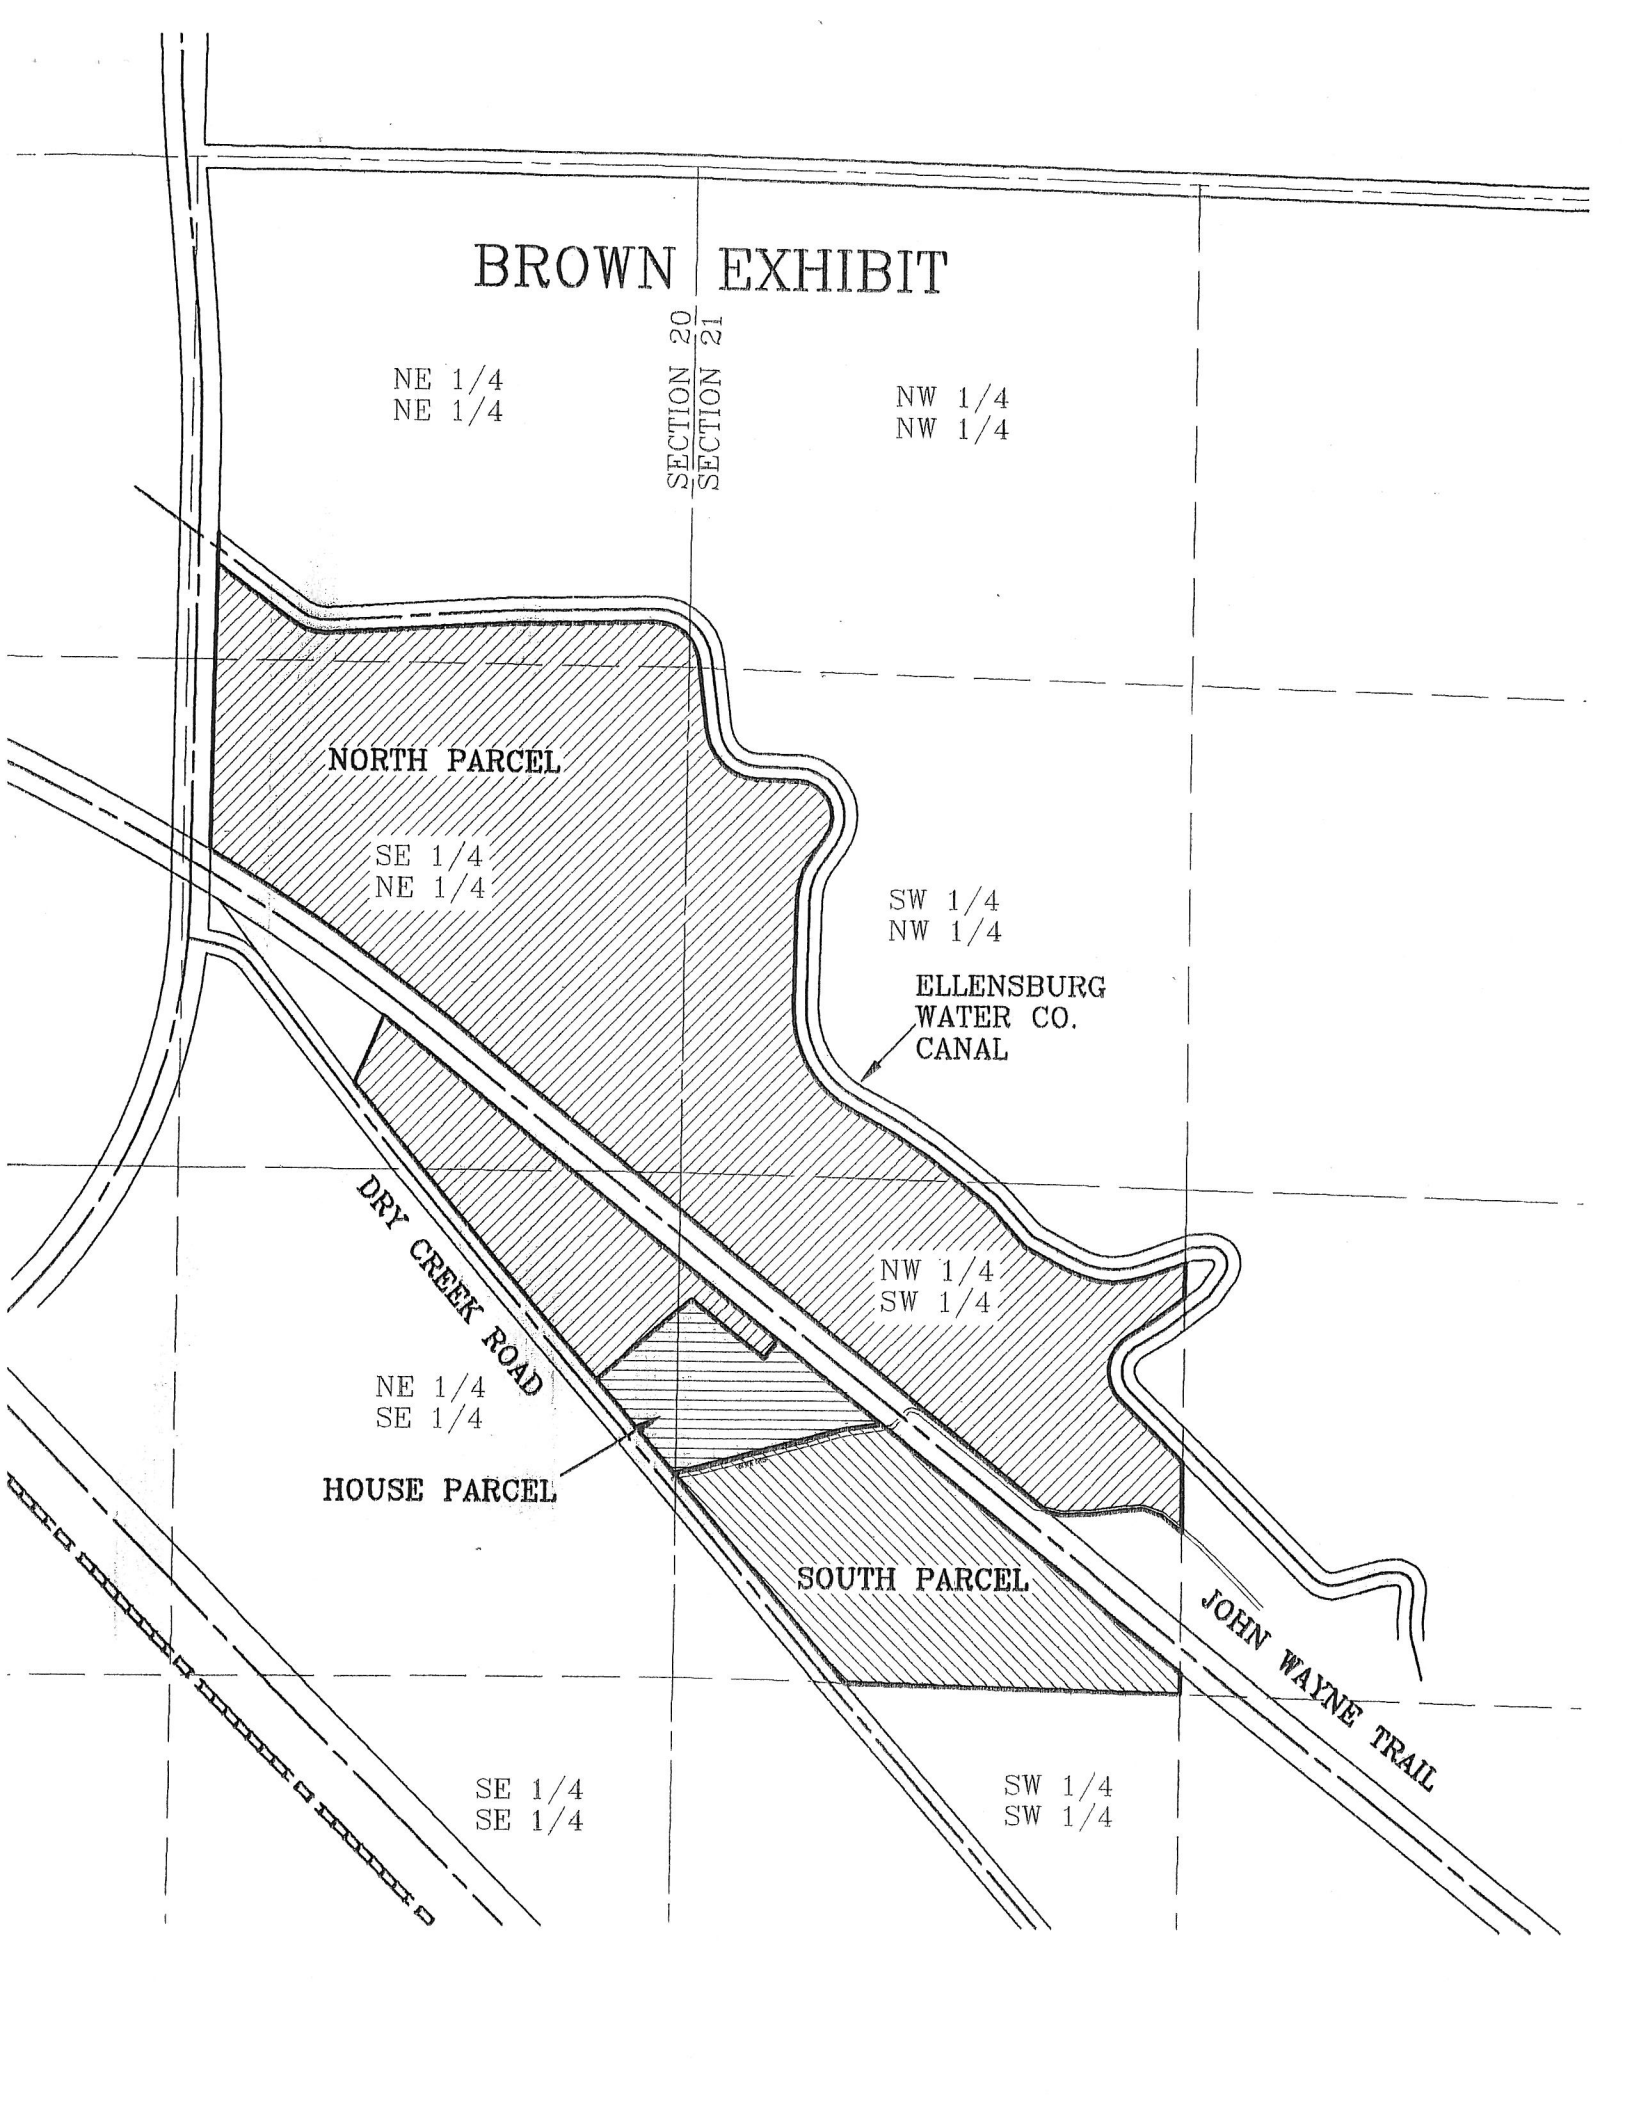 BROWN EXHIBIT
SECTION 20
SECTION 21
NE 1/4
NE 1/4
NW 1/4
NW 1/4
NORTH PARCEL
SE 1/4
NE 1/4
SW 1/4
NW 1/4
ELLENSBURG
WATER CO.
CANAL
DRY CREEK ROAD
NW 1/4
SW 1/4
NE 1/4
SE 1/4
HOUSE PARCEL
SOUTH PARCEL
JOHN WAYNE TRAIL
SE 1/4
SE 1/4
SW 1/4
SW 1/4